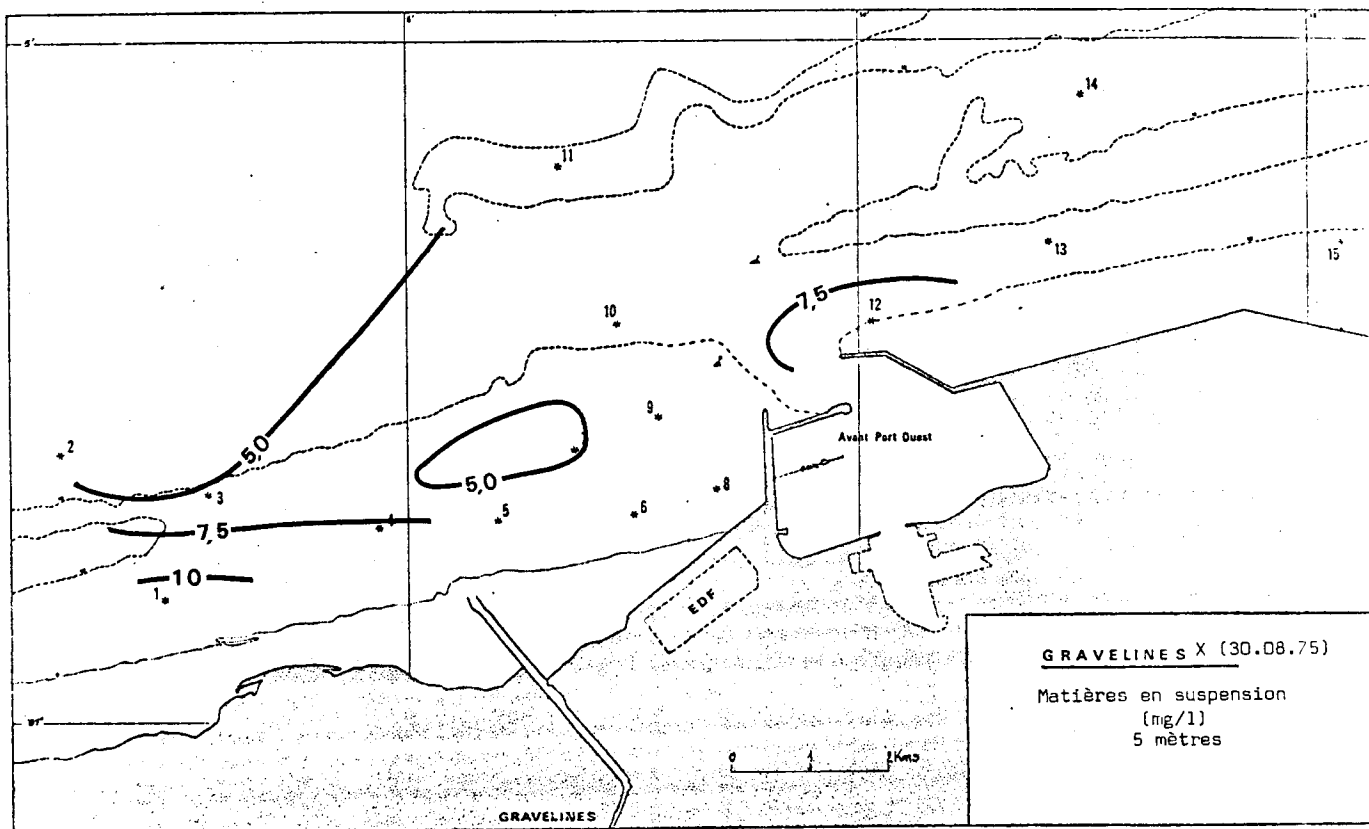 5'
14
11
13
15
7,5
12
10
9
2
5,0
3
5,0
8
Avant Port Ouest
7,5
4
5
6
10
1
EDF
GRAVELINES X (30.08.75)
Matières en suspension
(mg/l)
5 mètres
0 1 2Kms
GRAVELINES